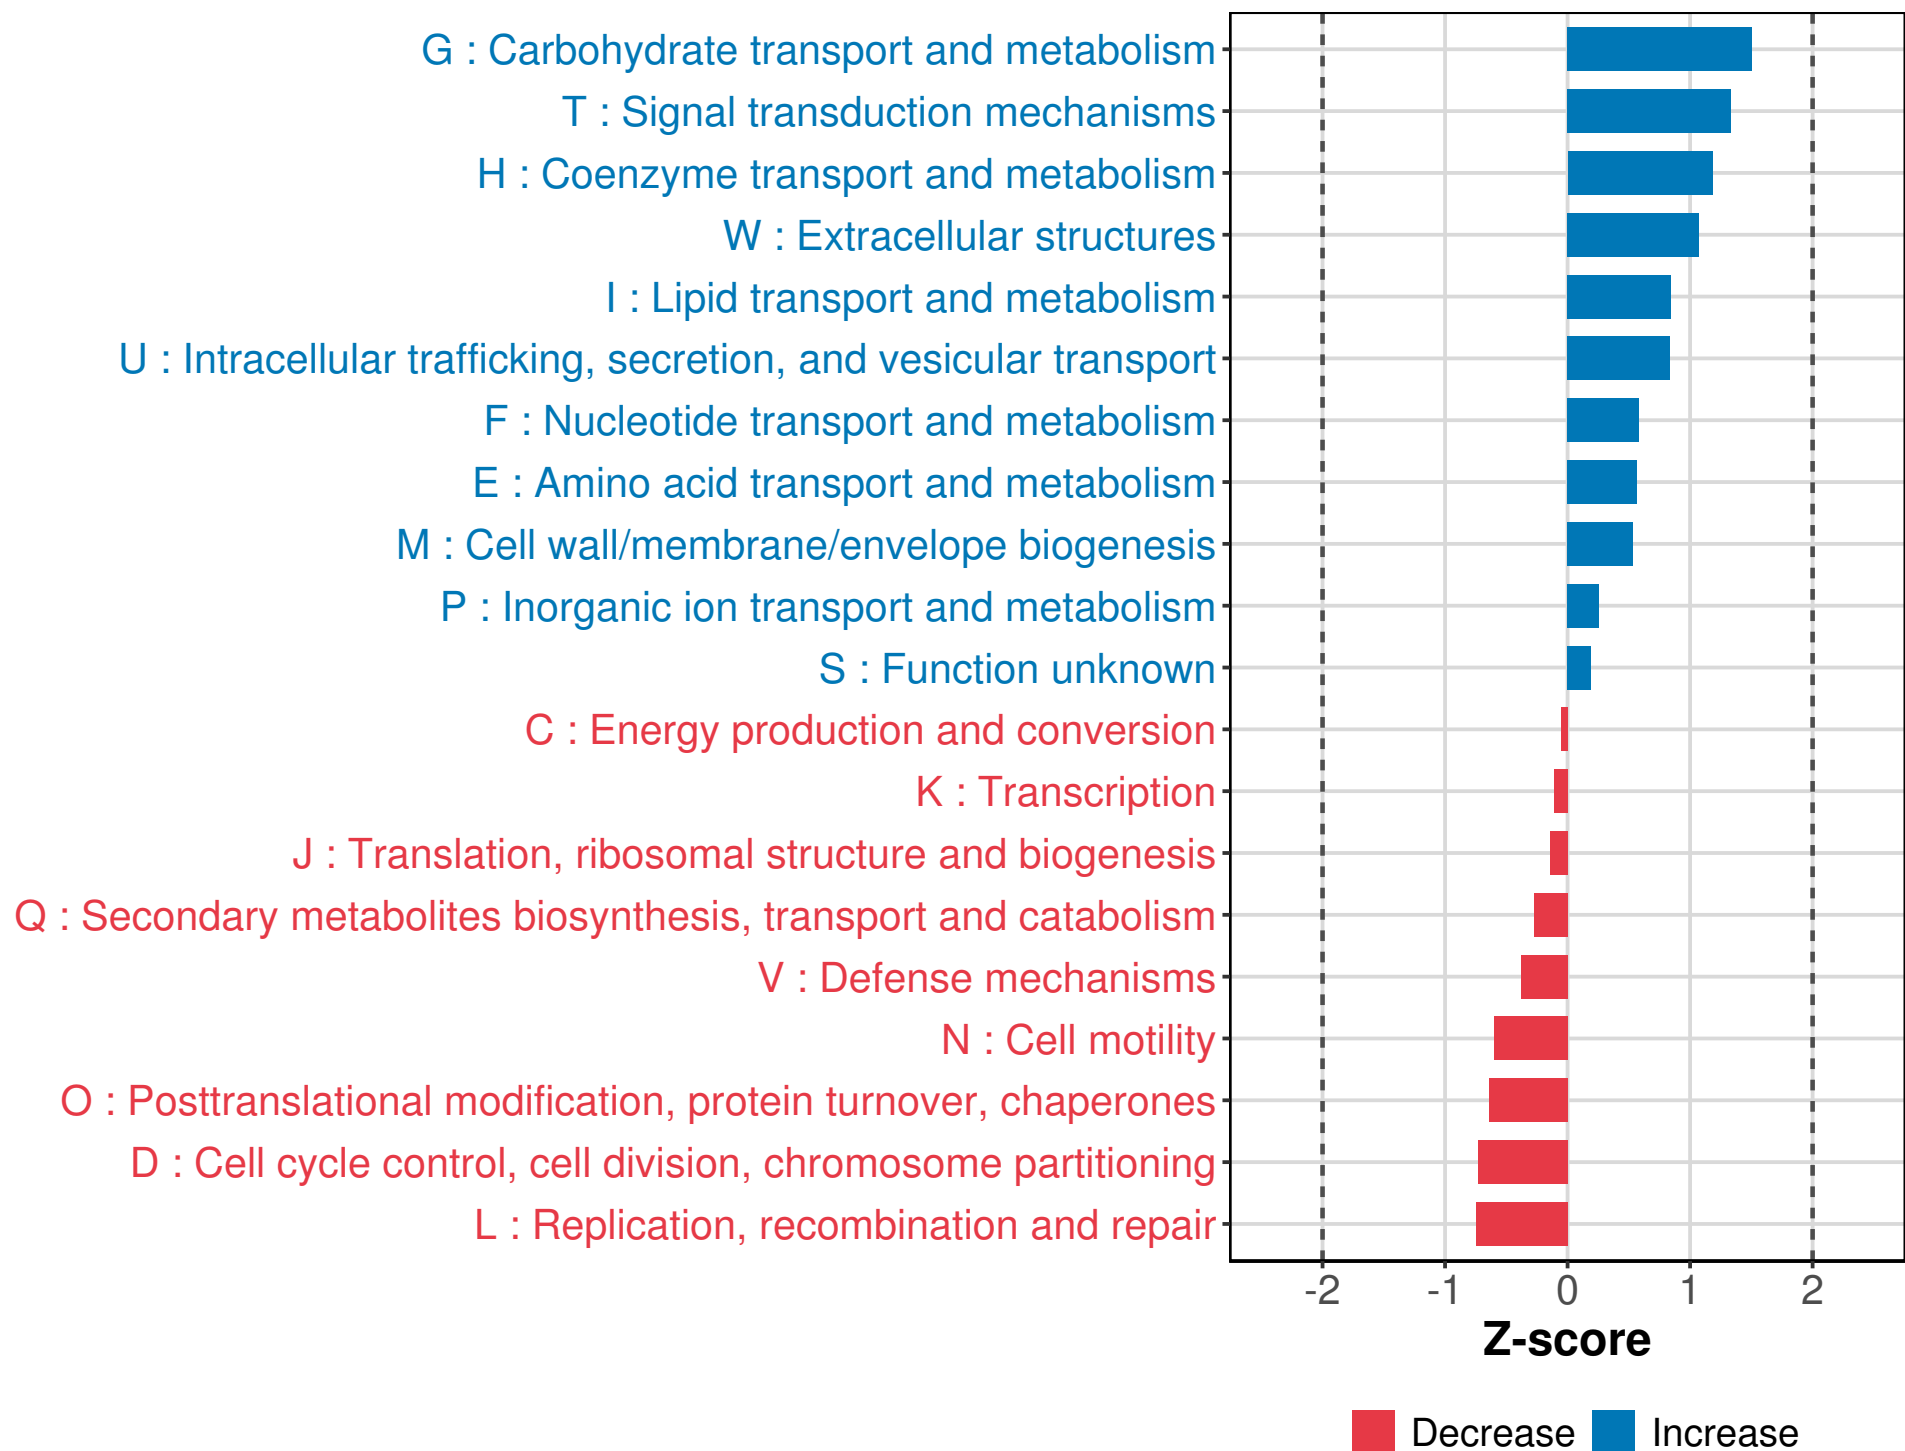 G : Carbohydrate transport and metabolism
T : Signal transduction mechanisms
H : Coenzyme transport and metabolism
W : Extracellular structures
I : Lipid transport and metabolism
U : Intracellular trafficking, secretion, and vesicular transport
F : Nucleotide transport and metabolism
E : Amino acid transport and metabolism
M : Cell wall/membrane/envelope biogenesis
P : Inorganic ion transport and metabolism
S : Function unknown
C : Energy production and conversion
K : Transcription
J : Translation, ribosomal structure and biogenesis
Q : Secondary metabolites biosynthesis, transport and catabolism
V : Defense mechanisms
N : Cell motility
O : Posttranslational modification, protein turnover, chaperones
D : Cell cycle control, cell division, chromosome partitioning
L : Replication, recombination and repair
-2 -1 0 1 2
Z-score
Decrease Increase